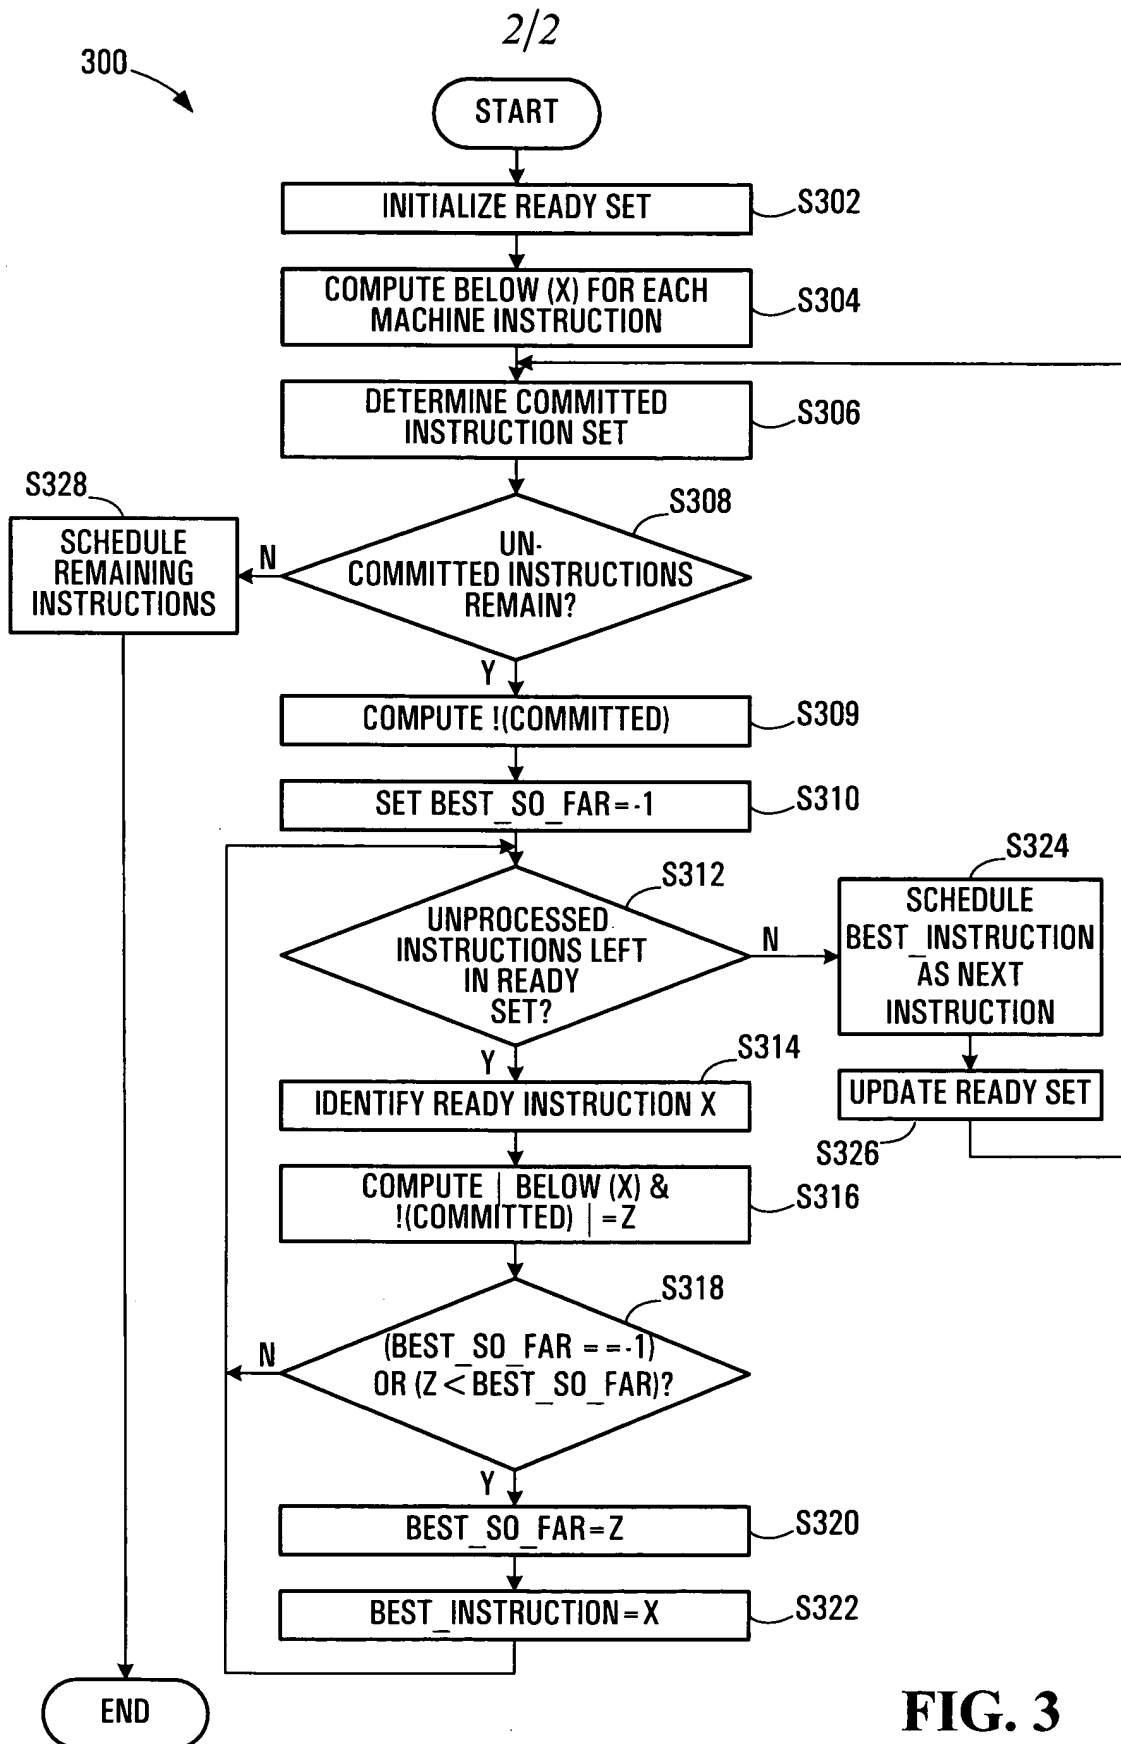 2/2
300
START
INITIALIZE READY SET
S302
COMPUTE BELOW (X) FOR EACH
MACHINE INSTRUCTION
S304
DETERMINE COMMITTED
INSTRUCTION SET
S306
S328
SCHEDULE
REMAINING
INSTRUCTIONS
N
S308
UN-
COMMITTED INSTRUCTIONS
REMAIN?
Y
COMPUTE !(COMMITTED)
S309
SET BEST_SO_FAR=-1
S310
S312
UNPROCESSED
INSTRUCTIONS LEFT
IN READY
SET?
N
S324
SCHEDULE
BEST_INSTRUCTION
AS NEXT
INSTRUCTION
Y
S314
IDENTIFY READY INSTRUCTION X
UPDATE READY SET
S326
COMPUTE | BELOW (X) &
!(COMMITTED) |=Z
S316
S318
(BEST_SO_FAR ==-1)
OR (Z<BEST_SO_FAR)?
N
Y
BEST_SO_FAR=Z
S320
BEST_INSTRUCTION=X
S322
END
FIG. 3